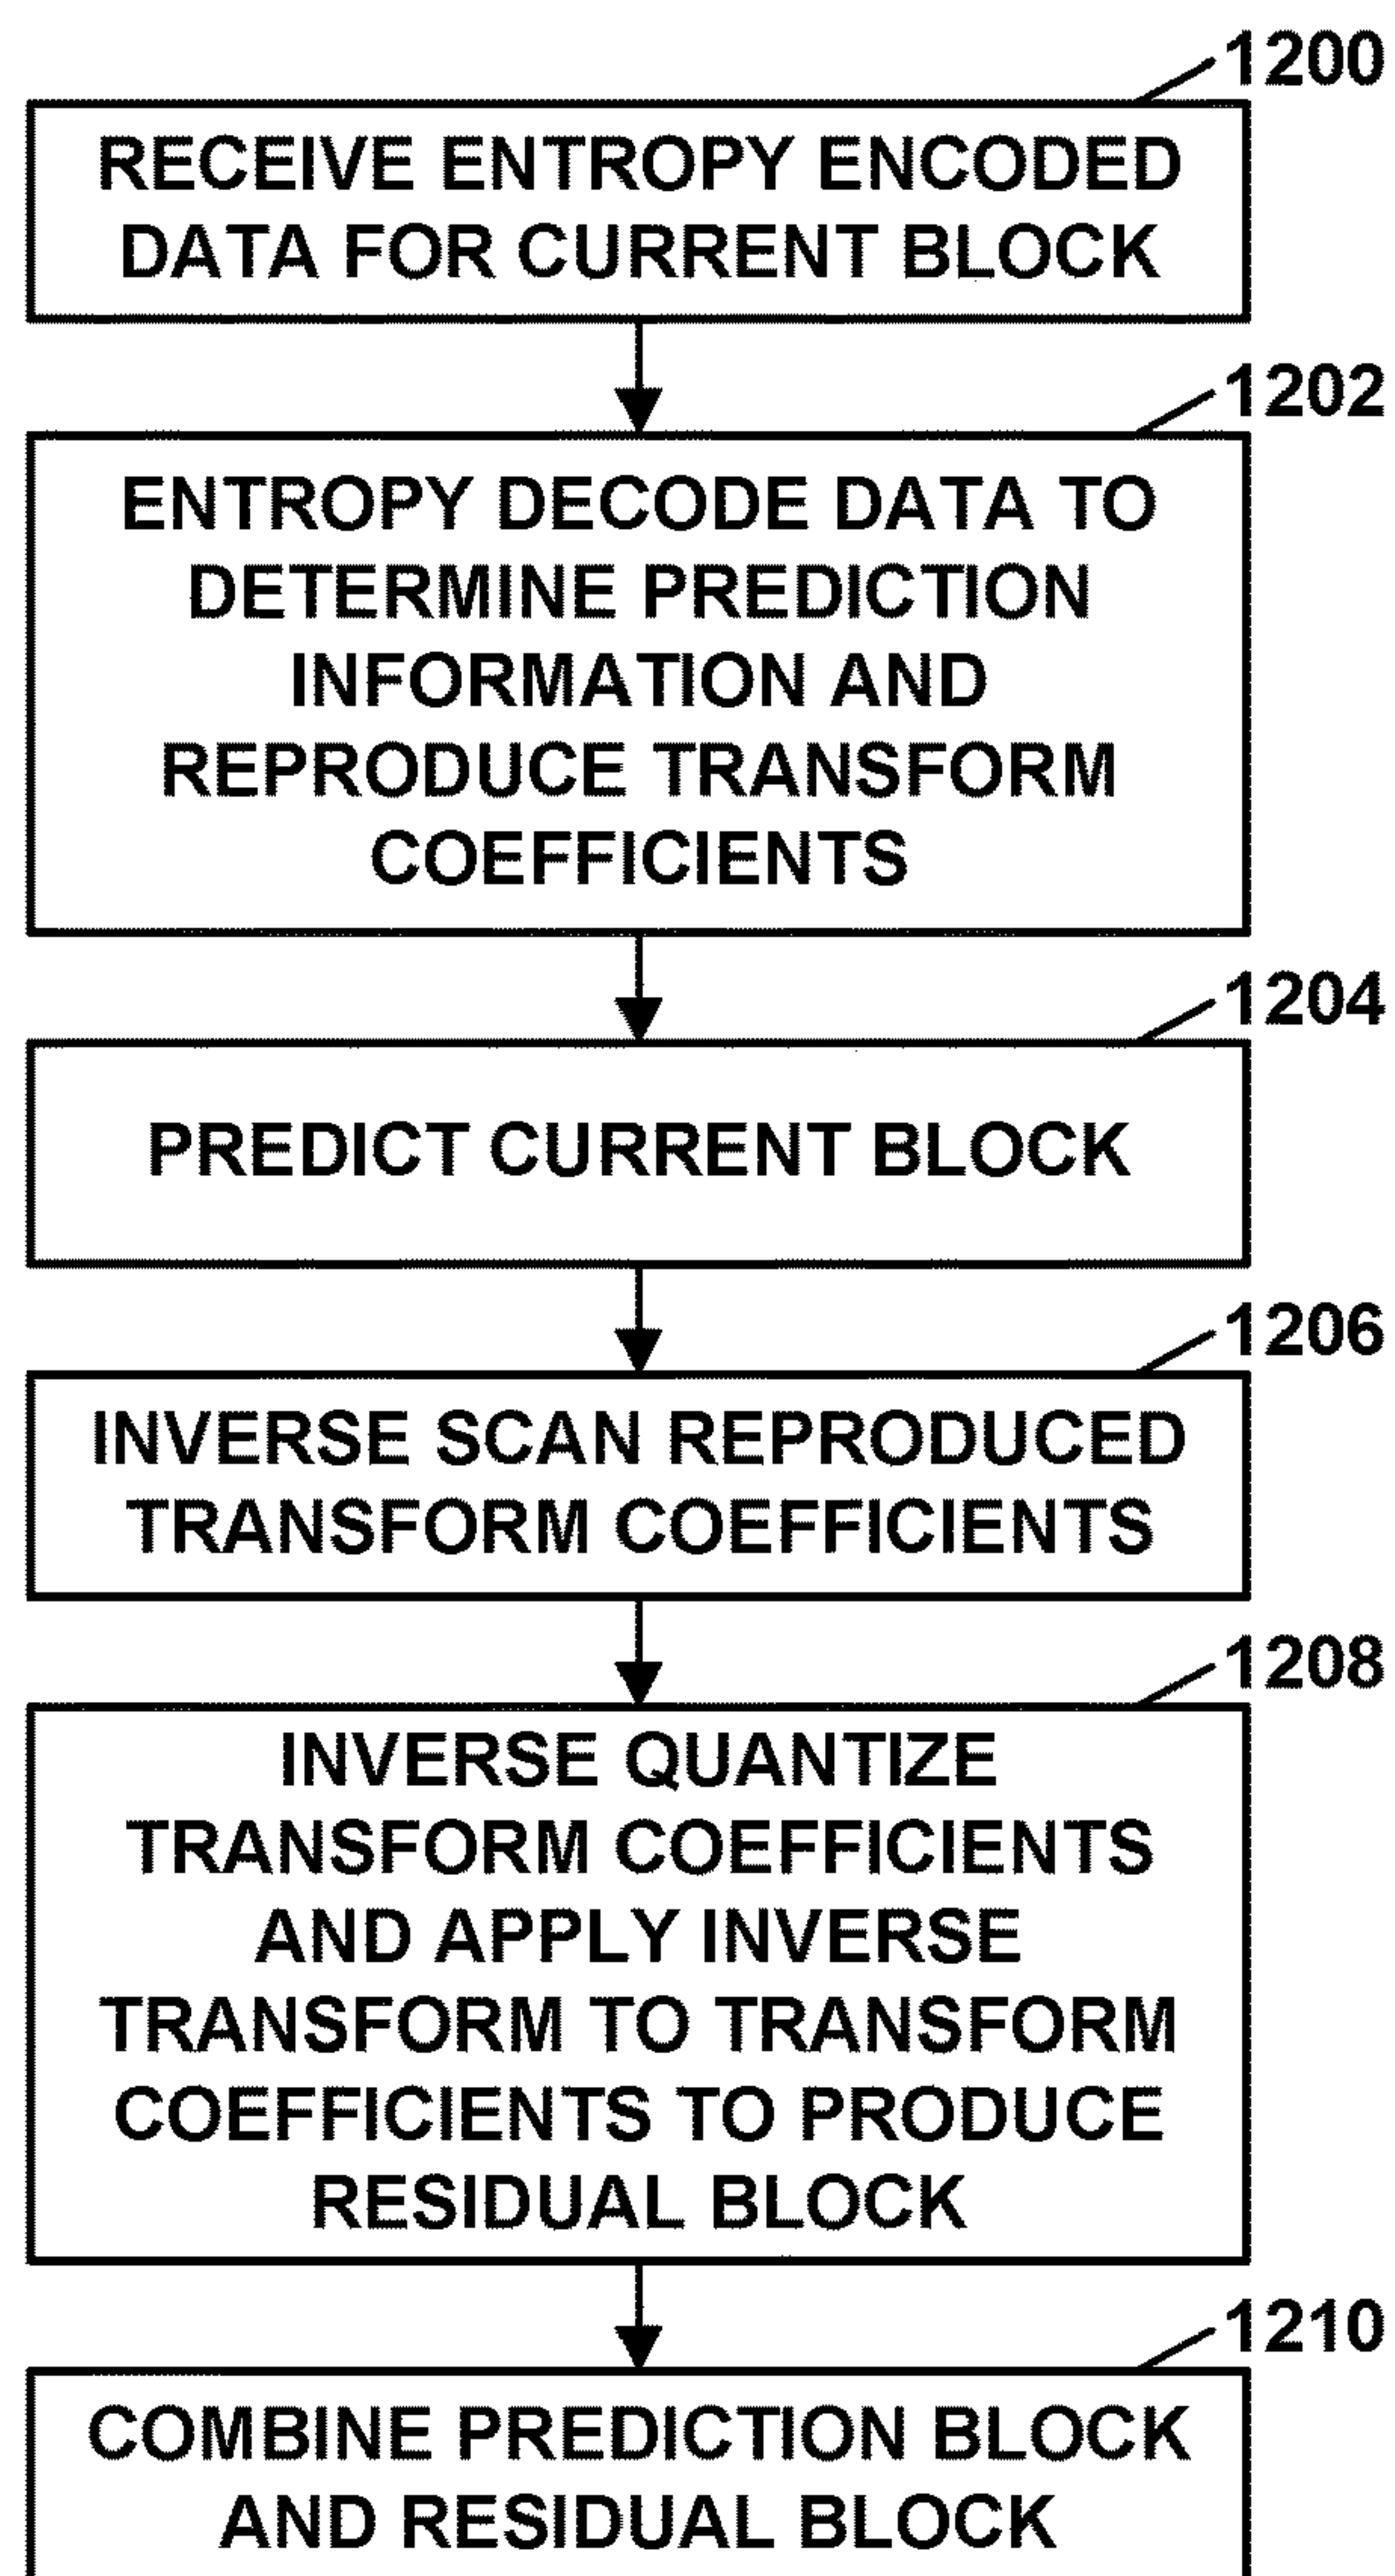 1200
RECEIVE ENTROPY ENCODED
DATA FOR CURRENT BLOCK
1202
ENTROPY DECODE DATA TO
DETERMINE PREDICTION
INFORMATION AND
REPRODUCE TRANSFORM
COEFFICIENTS
1204
PREDICT CURRENT BLOCK
1206
INVERSE SCAN REPRODUCED
TRANSFORM COEFFICIENTS
1208
INVERSE QUANTIZE
TRANSFORM COEFFICIENTS
AND APPLY INVERSE
TRANSFORM TO TRANSFORM
COEFFICIENTS TO PRODUCE
RESIDUAL BLOCK
1210
COMBINE PREDICTION BLOCK
AND RESIDUAL BLOCK